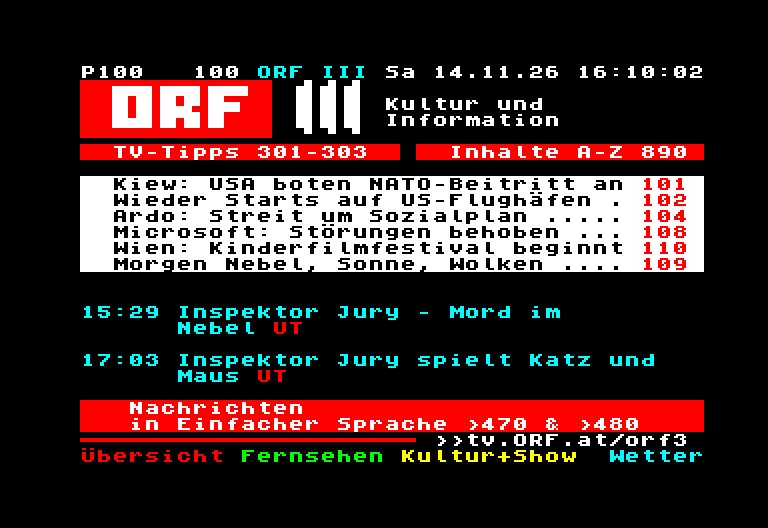 P100 100 ORF III Sa 14.11.26 16:10:02
ORF III Kultur und
Information
TV-Tipps 301-303 Inhalte A-Z 890
Kiew: USA boten NATO-Beitritt an 101
Wieder Starts auf US-Flughäfen . 102
Ardo: Streit um Sozialplan ..... 104
Microsoft: Störungen behoben ... 108
Wien: Kinderfilmfestival beginnt 110
Morgen Nebel, Sonne, Wolken .... 109
15:29 Inspektor Jury - Mord im
Nebel UT
17:03 Inspektor Jury spielt Katz und
Maus UT
Nachrichten
in Einfacher Sprache >470 & >480
>>tv.ORF.at/orf3
Übersicht Fernsehen Kultur+Show Wetter